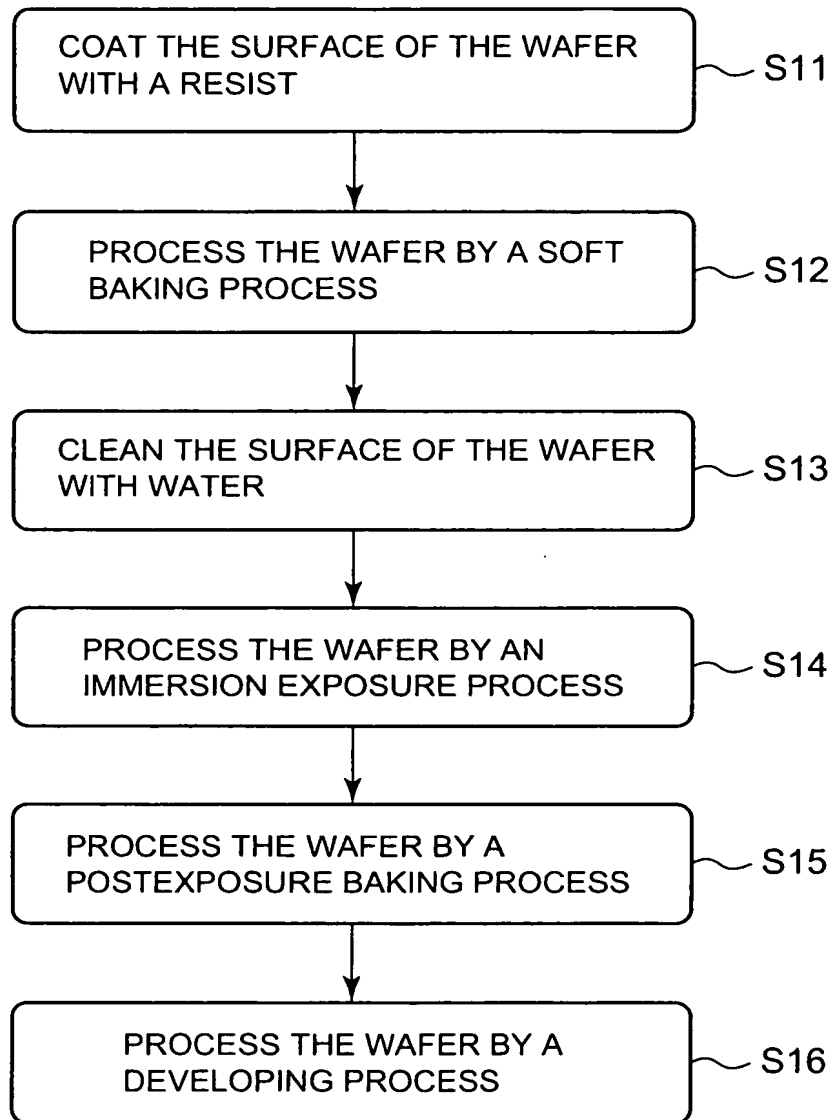 COAT THE SURFACE OF THE WAFER
WITH A RESIST
S11
PROCESS THE WAFER BY A SOFT
BAKING PROCESS
S12
CLEAN THE SURFACE OF THE WAFER
WITH WATER
S13
PROCESS THE WAFER BY AN
IMMERSION EXPOSURE PROCESS
S14
PROCESS THE WAFER BY A
POSTEXPOSURE BAKING PROCESS
S15
PROCESS THE WAFER BY A
DEVELOPING PROCESS
S16